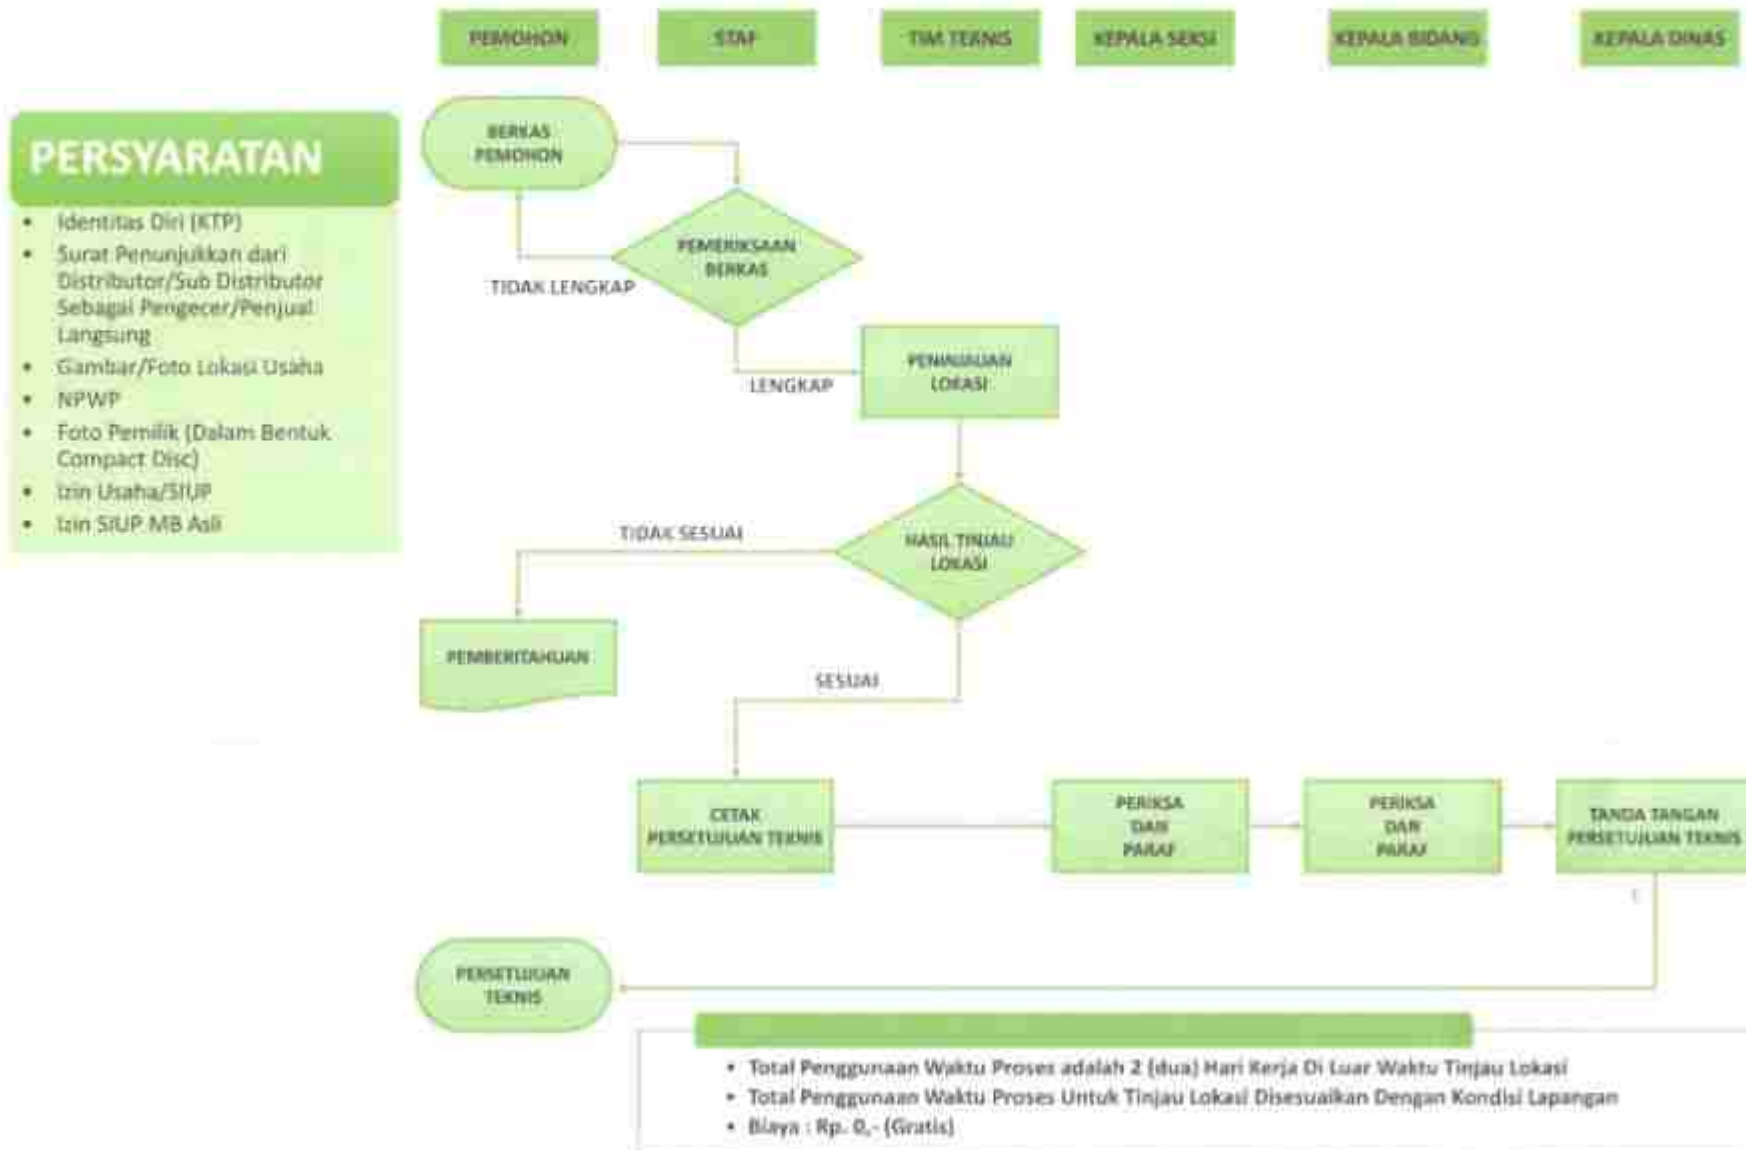 PEMOHON
STAF
TIM TEKNIS
KEPALA SEKSI
KEPALA BIDANG
KEPALA DINAS
PERSYARATAN
• Identitas Diri (KTP)
• Surat Penunjukkan dari
Distributor/Sub Distributor
Sebagai Pengecer/Penjual
Langsung
• Gambar/Foto Lokasi Usaha
• NPWP
• Foto Pemilik (Dalam Bentuk
Compact Disc)
• Izin Usaha/SIUP
• Izin SIUP MB Asli
BERKAS
PEMOHON
PEMERIKSAAN
BERKAS
TIDAK LENGKAP
LENGKAP
PENINJAUAN
LOKASI
HASIL TINJAU
LOKASI
TIDAK SESUAI
PEMBERITAHUAN
SESUAI
CETAK
PERSETUJUAN TEKNIS
PERIKSA
DAN
PARAF
PERIKSA
DAN
PARAF
TANDA TANGAN
PERSETUJUAN TEKNIS
PERSETUJUAN
TEKNIS
• Total Penggunaan Waktu Proses adalah 2 (dua) Hari Kerja Di Luar Waktu Tinjau Lokasi
• Total Penggunaan Waktu Proses Untuk Tinjau Lokasi Disesuaikan Dengan Kondisi Lapangan
• Biaya : Rp. 0,- (Gratis)